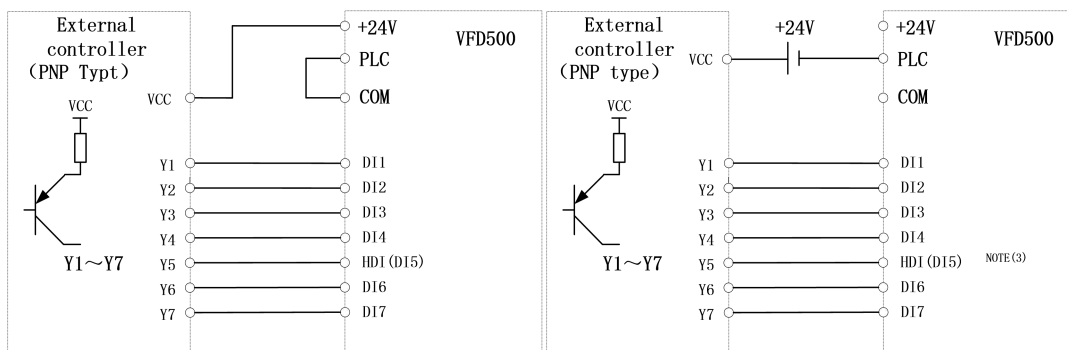 External
controller
(PNP Typt)
VCC
VCC
Y1～Y7
Y1
Y2
Y3
Y4
Y5
Y6
Y7
+24V
PLC
COM
VFD500
DI1
DI2
DI3
DI4
HDI(DI5)
DI6
DI7
External
controller
(PNP type)
VCC
VCC
Y1～Y7
Y1
Y2
Y3
Y4
Y5
Y6
Y7
+24V
+24V
PLC
COM
VFD500
DI1
DI2
DI3
DI4
HDI(DI5) NOTE(3)
DI6
DI7